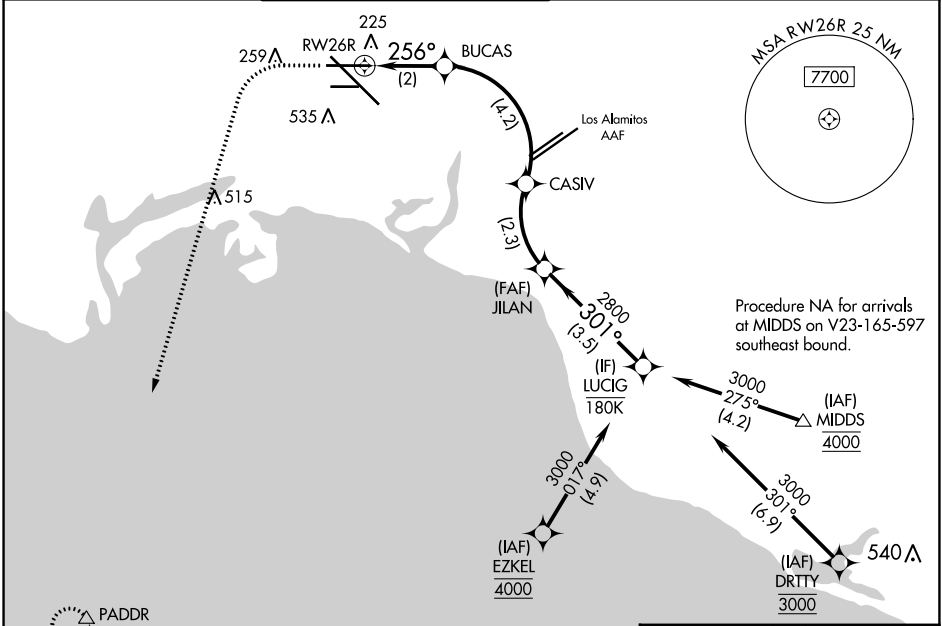 225
259
RW26R
256°
(2)
BUCAS
535
MSA RW26R 25 NM
7700
(4.2)
Los Alamitos
AAF
CASIV
515
(2.3)
(FAF)
JILAN
2800
301°
(3.5)
(IF)
LUCIG
180K
Procedure NA for arrivals
at MIDDS on V23-165-597
southeast bound.
3000
275°
(4.2)
(IAF)
MIDDS
4000
3000
017°
(4.9)
3000
301°
(6.9)
(IAF)
EZKEL
4000
(IAF)
DRTTY
3000
540
PADDR